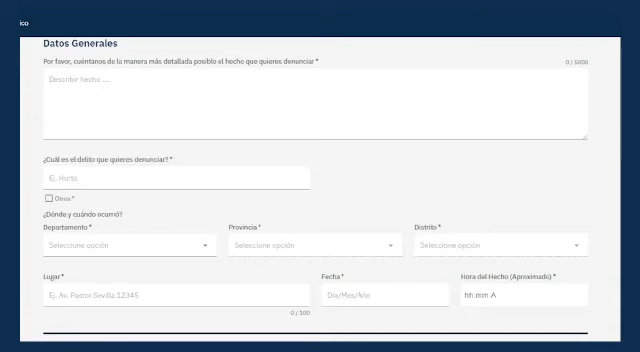 ico
Datos Generales
Por favor, cuéntanos de la manera más detallada posible el hecho que quieres denunciar *
0 / 5000
Describir hecho ....
¿Cuál es el delito que quieres denunciar? *
Ej. Hurto
Otros *
¿Dónde y cuándo ocurrió?
Departamento * Provincia * Distrito *
Seleccione opción Seleccione opción Seleccione opción
Lugar * Fecha * Hora del Hecho (Aproximado) *
Ej. Av. Pastor Sevilla 12345 Dia/Mes/Año hh:mm A
0 / 100